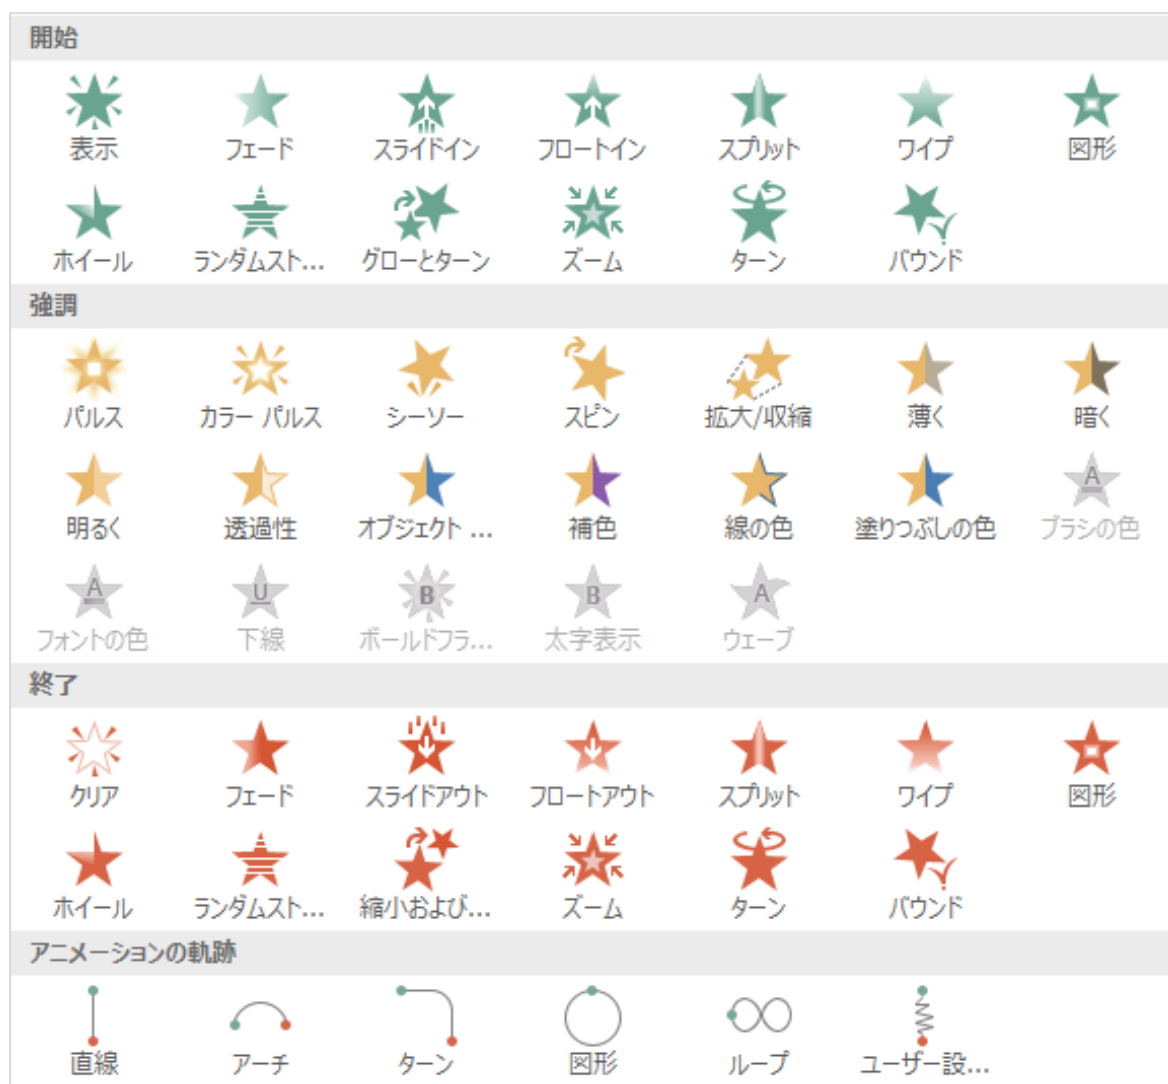 開始
表示 フェード スライドイン フロートイン スプリット ワイプ 図形
ホイール ランダムスト... グローとターン ズーム ターン バウンド
強調
パルス カラー パルス シーソー スピン 拡大/収縮 薄く 暗く
明るく 透過性 オブジェクト ... 補色 線の色 塗りつぶしの色 ブラシの色
フォントの色 下線 ボールドフラ... 太字表示 ウェーブ
終了
クリア フェード スライドアウト フロートアウト スプリット ワイプ 図形
ホイール ランダムスト... 縮小および... ズーム ターン バウンド
アニメーションの軌跡
直線 アーチ ターン 図形 ループ ユーザー設...